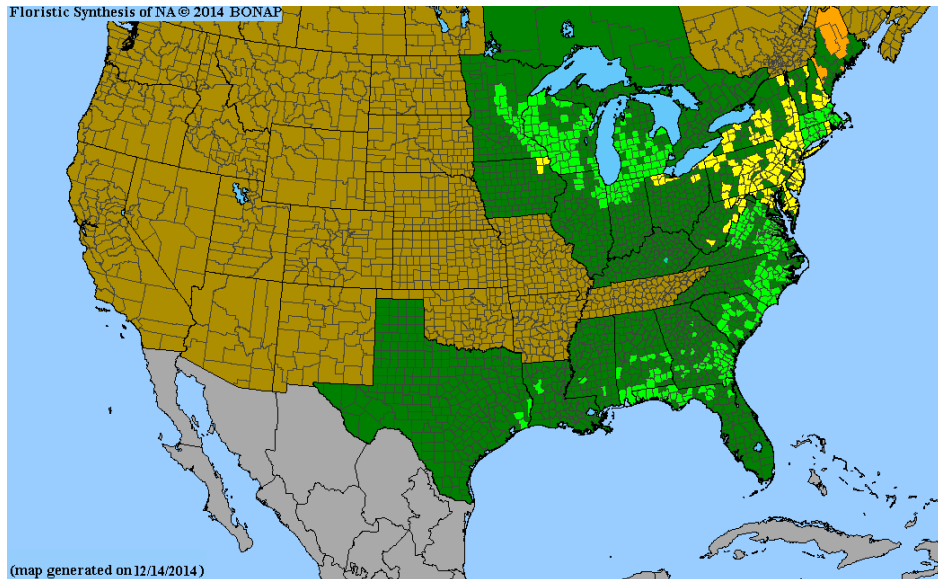 Floristic Synthesis of NA © 2014 BONAP
(map generated on 12/14/2014)